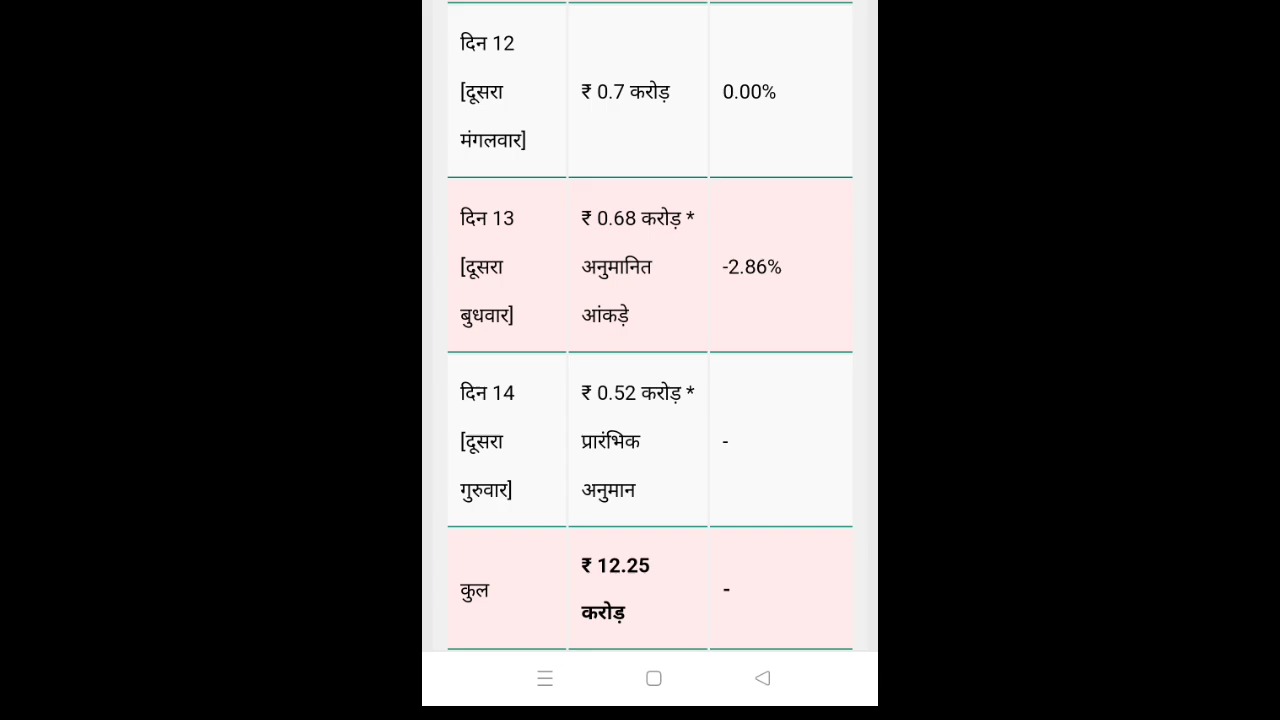 दिन 12
[दूसरा
मंगलवार]
₹ 0.7 करोड़
0.00%
दिन 13
[दूसरा
बुधवार]
₹ 0.68 करोड़ *
अनुमानित
आंकड़े
-2.86%
दिन 14
[दूसरा
गुरुवार]
₹ 0.52 करोड़ *
प्रारंभिक
अनुमान
-
कुल
₹ 12.25
करोड़
-